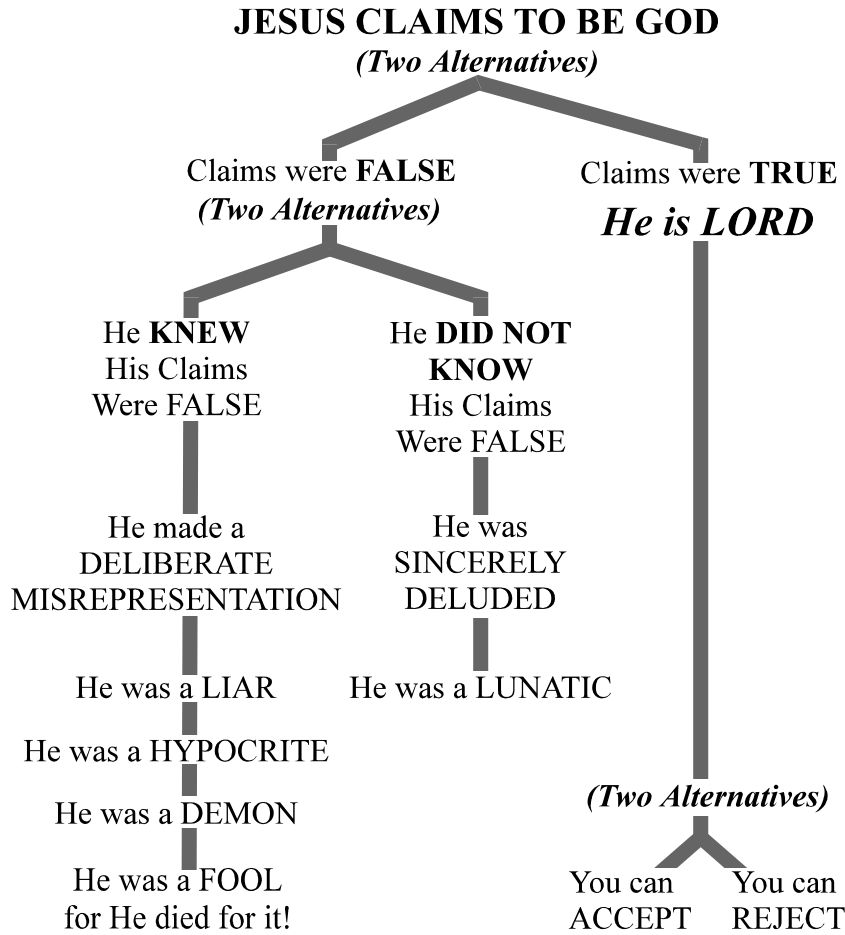 JESUS CLAIMS TO BE GOD
(Two Alternatives)
Claims were FALSE
(Two Alternatives)
Claims were TRUE
He is LORD
He KNEW
His Claims
Were FALSE
He DID NOT
KNOW
His Claims
Were FALSE
He made a
DELIBERATE
MISREPRESENTATION
He was
SINCERELY
DELUDED
He was a LIAR
He was a LUNATIC
He was a HYPOCRITE
He was a DEMON
He was a FOOL
for He died for it!
(Two Alternatives)
You can
ACCEPT
You can
REJECT